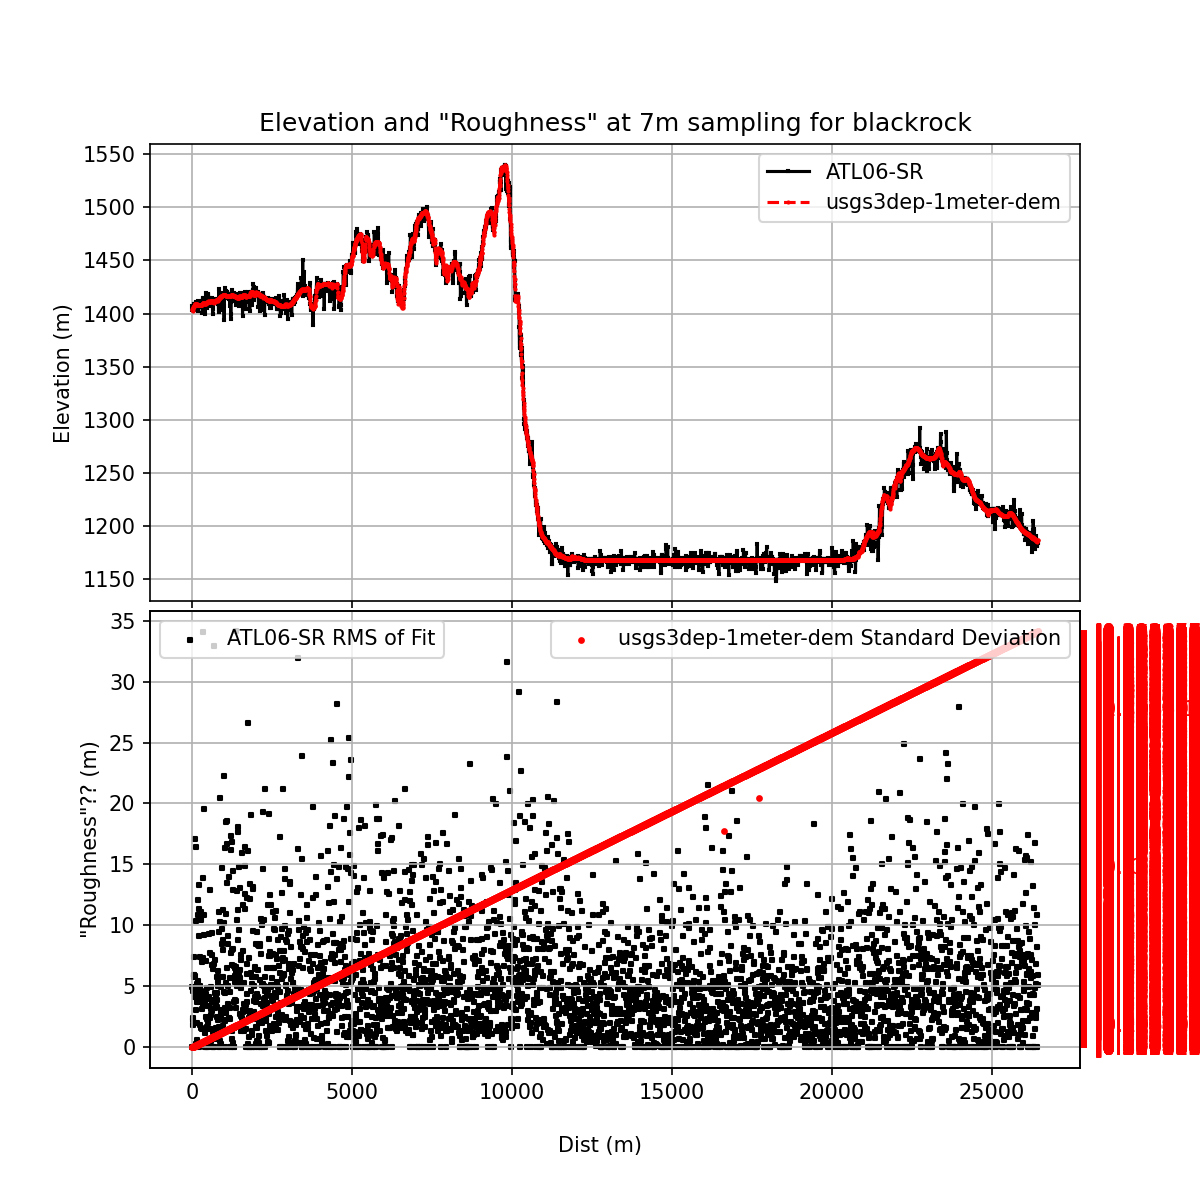 Elevation and "Roughness" at 7m sampling for blackrock
1550
1500
1450
1400
1350
1300
1250
1200
1150
Elevation (m)
ATL06-SR
usgs3dep-1meter-dem
35
30
25
20
15
10
5
0
"Roughness"?? (m)
ATL06-SR RMS of Fit
usgs3dep-1meter-dem Standard Deviation
0 5000 10000 15000 20000 25000
Dist (m)